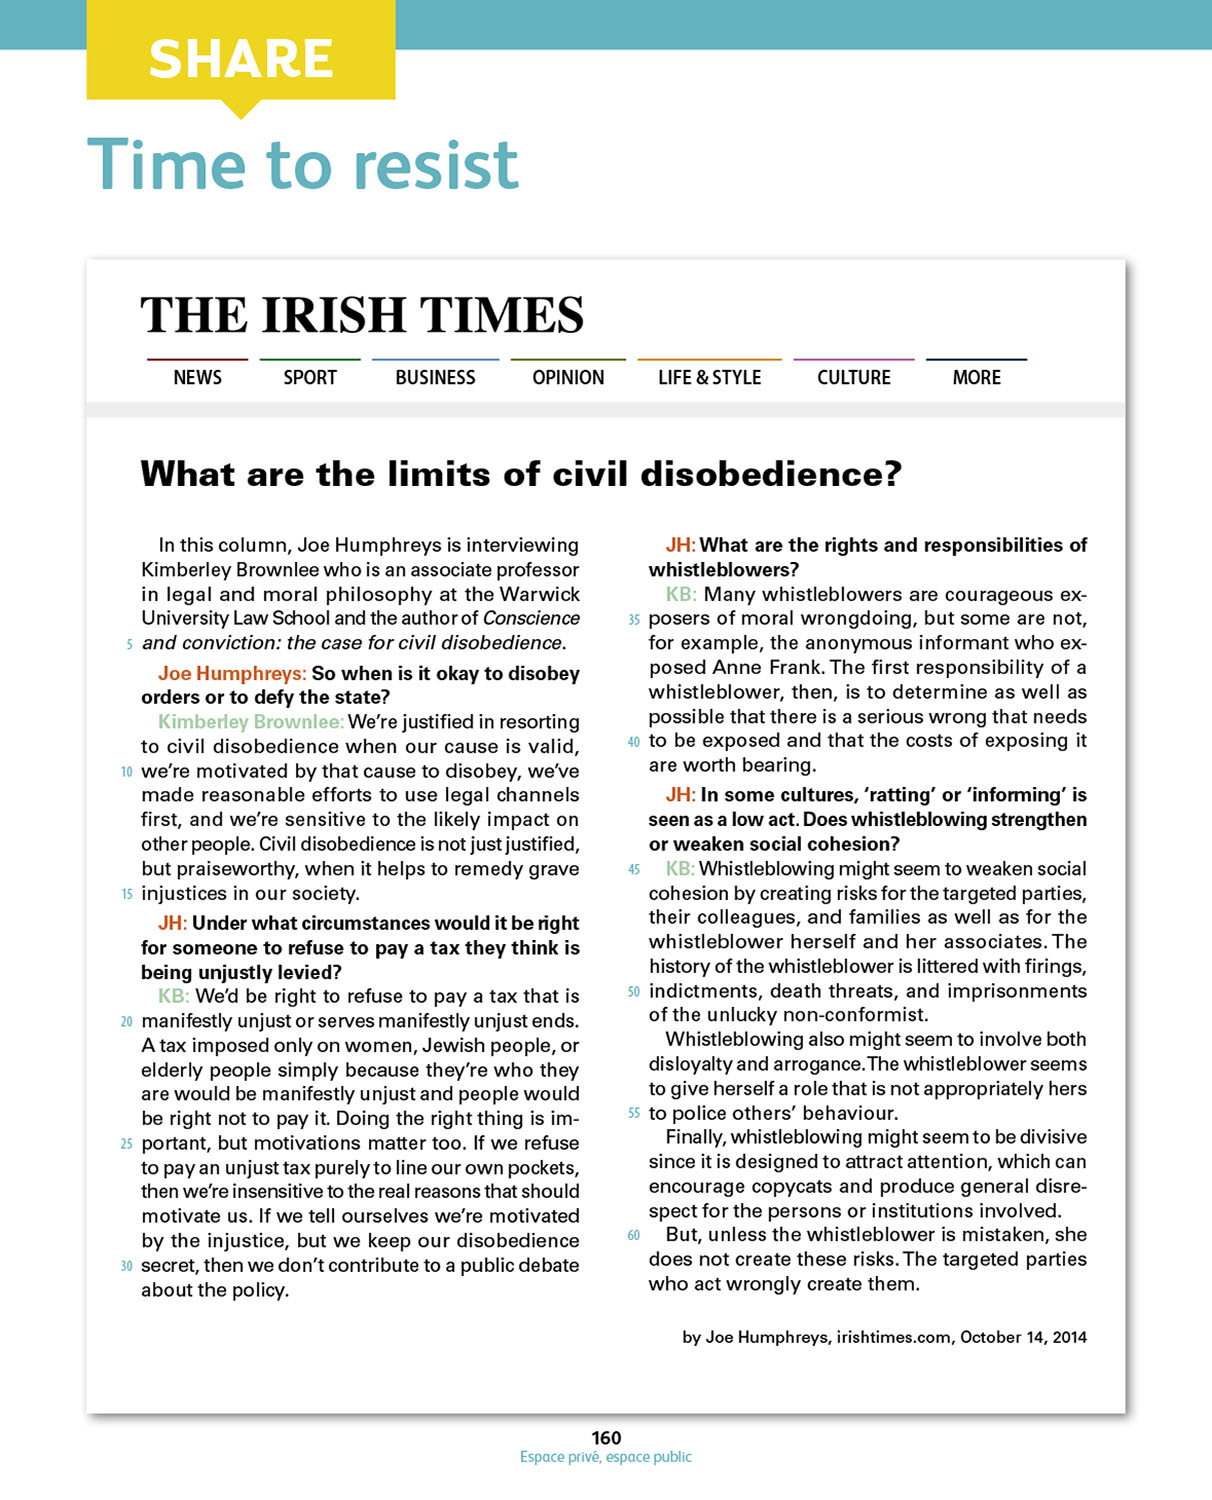 SHARE
Time to resist
THE IRISH TIMES
NEWS SPORT BUSINESS OPINION LIFE & STYLE CULTURE MORE
What are the limits of civil disobedience?
In this column, Joe Humphreys is interviewing
Kimberley Brownlee who is an associate professor
in legal and moral philosophy at the Warwick
University Law School and the author of Conscience
5 and conviction: the case for civil disobedience.
Joe Humphreys: So when is it okay to disobey
orders or to defy the state?
Kimberley Brownlee: We're justified in resorting
to civil disobedience when our cause is valid,
10 we're motivated by that cause to disobey, we've
made reasonable efforts to use legal channels
first, and we're sensitive to the likely impact on
other people. Civil disobedience is not just justified,
but praiseworthy, when it helps to remedy grave
15 injustices in our society.
JH: Under what circumstances would it be right
for someone to refuse to pay a tax they think is
being unjustly levied?
KB: We'd be right to refuse to pay a tax that is
20 manifestly unjust or serves manifestly unjust ends.
A tax imposed only on women, Jewish people, or
elderly people simply because they're who they
are would be manifestly unjust and people would
be right not to pay it. Doing the right thing is im-
25 portant, but motivations matter too. If we refuse
to pay an unjust tax purely to line our own pockets,
then we're insensitive to the real reasons that should
motivate us. If we tell ourselves we're motivated
by the injustice, but we keep our disobedience
30 secret, then we don't contribute to a public debate
about the policy.
JH: What are the rights and responsibilities of
whistleblowers?
KB: Many whistleblowers are courageous ex-
35 posers of moral wrongdoing, but some are not,
for example, the anonymous informant who ex-
posed Anne Frank. The first responsibility of a
whistleblower, then, is to determine as well as
possible that there is a serious wrong that needs
40 to be exposed and that the costs of exposing it
are worth bearing.
JH: In some cultures, 'ratting' or 'informing' is
seen as a low act. Does whistleblowing strengthen
or weaken social cohesion?
45 KB: Whistleblowing might seem to weaken social
cohesion by creating risks for the targeted parties,
their colleagues, and families as well as for the
whistleblower herself and her associates. The
history of the whistleblower is littered with firings,
50 indictments, death threats, and imprisonments
of the unlucky non-conformist.
Whistleblowing also might seem to involve both
disloyalty and arrogance. The whistleblower seems
to give herself a role that is not appropriately hers
55 to police others' behaviour.
Finally, whistleblowing might seem to be divisive
since it is designed to attract attention, which can
encourage copycats and produce general disre-
spect for the persons or institutions involved.
60 But, unless the whistleblower is mistaken, she
does not create these risks. The targeted parties
who act wrongly create them.
by Joe Humphreys, irishtimes.com, October 14, 2014
160
Espace privé, espace public